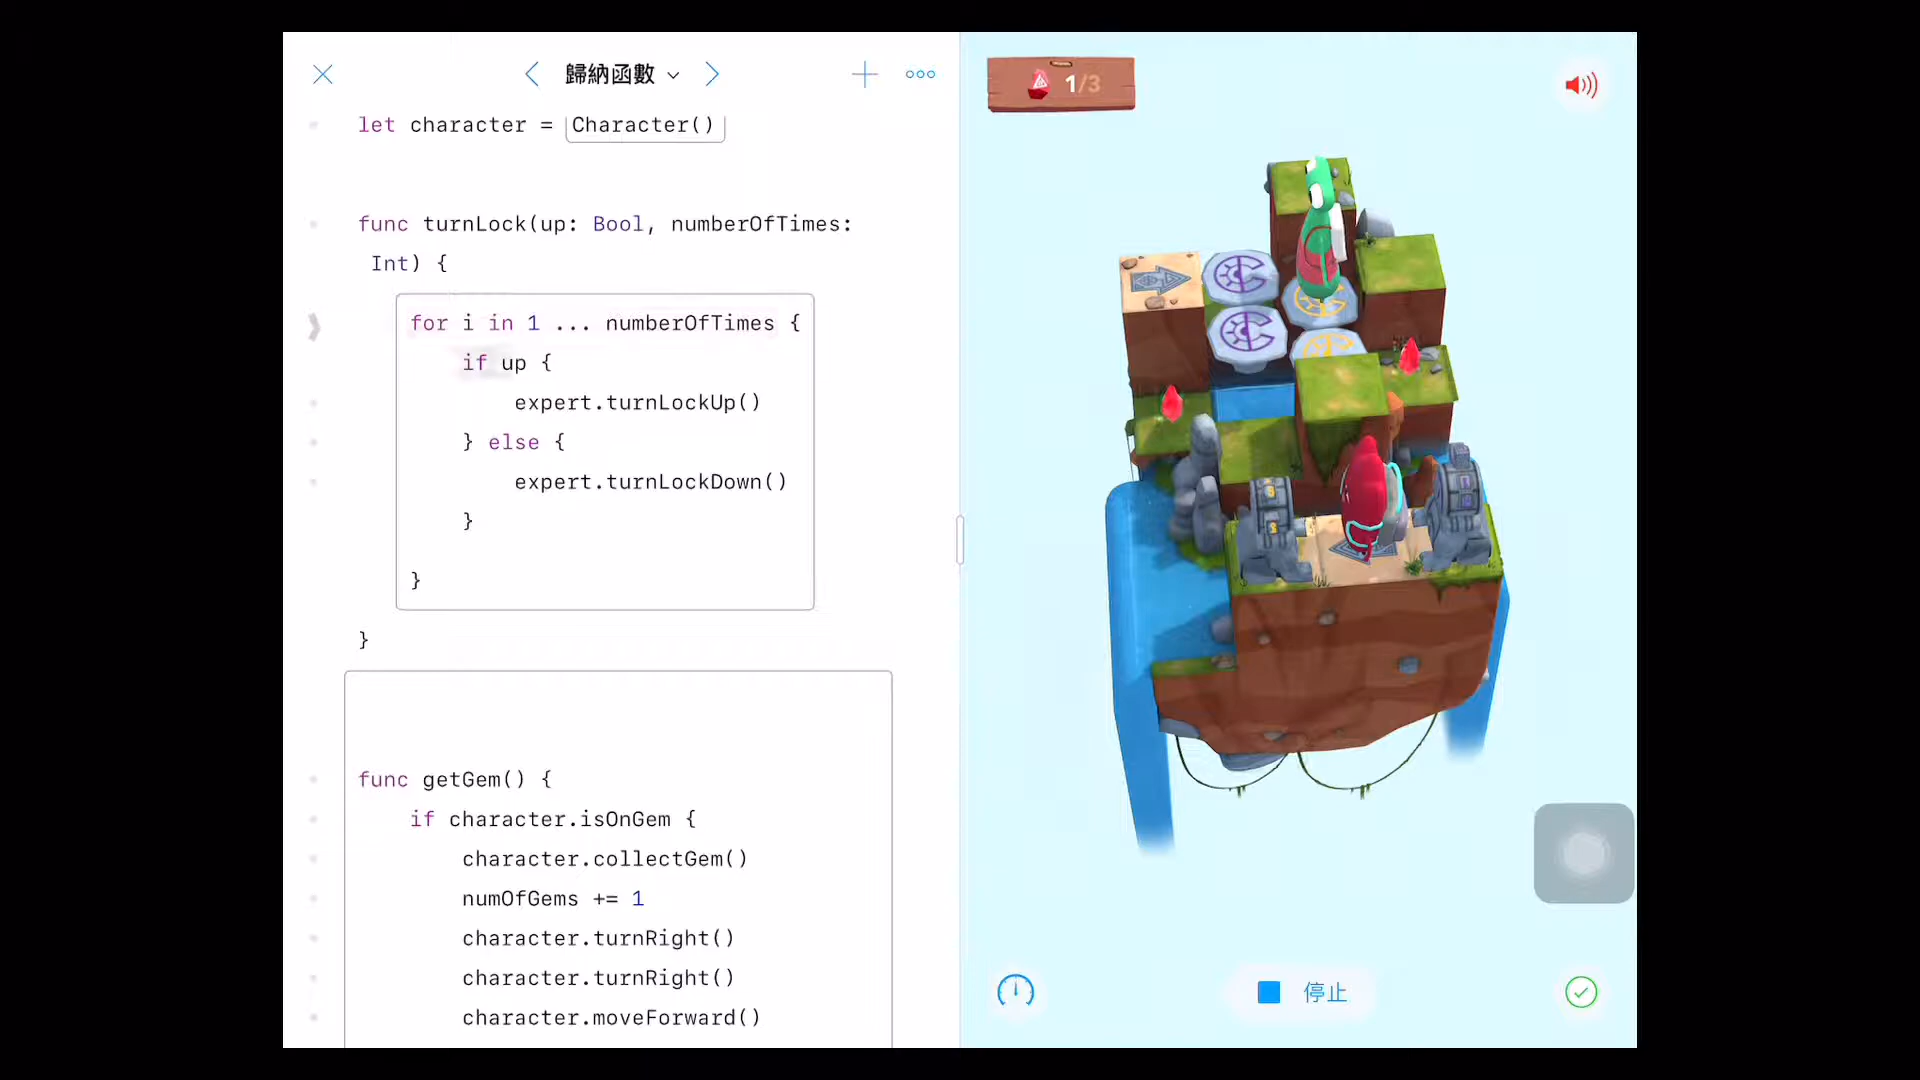 歸納函數
let character = Character()
func turnLock(up: Bool, numberOfTimes:
Int) {
for i in 1 ... numberOfTimes {
if up {
expert.turnLockUp()
} else {
expert.turnLockDown()
}
}
}
func getGem() {
if character.isOnGem {
character.collectGem()
numOfGems += 1
character.turnRight()
character.turnRight()
character.moveForward()
1/3
停止